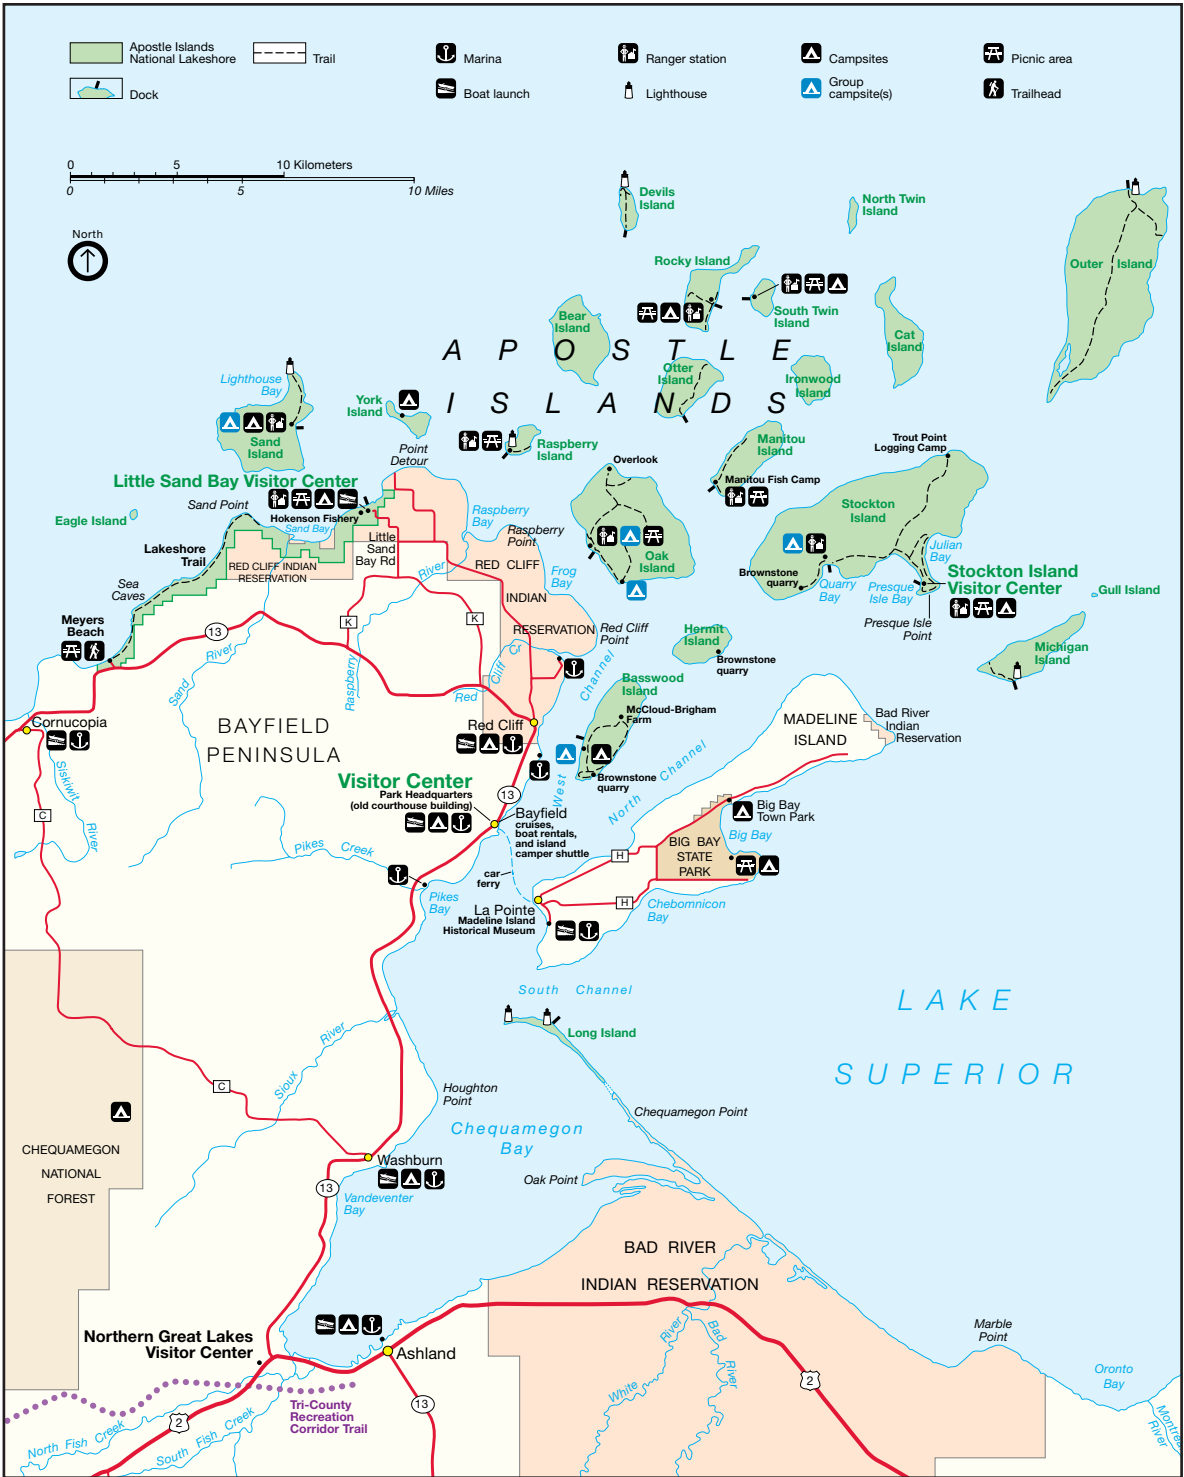 Apostle Islands
National Lakeshore
Trail
Marina
Ranger station
Campsites
Picnic area
Dock
Boat launch
Lighthouse
Group
campsite(s)
Trailhead
0 5 10 Kilometers
0 5 10 Miles
North
Devils
Island
North Twin
Island
Outer Island
Rocky Island
South Twin
Island
Bear
Island
Cat
Island
APOSTLE
ISLANDS
Otter
Island
Ironwood
Island
Lighthouse
Bay
York
Island
Sand
Island
Raspberry
Island
Manitou
Island
Trout Point
Logging Camp
Point
Detour
Overlook
Manitou Fish Camp
Little Sand Bay Visitor Center
Sand Point
Hokenson Fishery
Sand Bay
Eagle Island
Raspberry
Bay
Raspberry
Point
Stockton
Island
Lakeshore
Trail
Little
Sand
Bay Rd
RED CLIFF INDIAN
RESERVATION
Oak
Island
Julian
Bay
RED CLIFF
INDIAN
RESERVATION
Frog
Bay
River
Brownstone
quarry
Quarry
Bay
Presque
Isle Bay
Stockton Island
Visitor Center
Presque Isle
Point
Gull Island
Sea
Caves
Meyers
Beach
13
K
K
Red Cliff
Point
Hermit
Island
Brownstone
quarry
Michigan
Island
Sand
River
Raspberry
Red
Cliff
Cr
Channel
Basswood
Island
McCloud-Brigham
Farm
Cornucopia
BAYFIELD
PENINSULA
Red Cliff
MADELINE
ISLAND
Bad River
Indian
Reservation
Siskiwit
River
C
Visitor Center
Park Headquarters
(old courthouse building)
13
West
Brownstone
quarry
North Channel
Bayfield
cruises,
boat rentals,
and island
camper shuttle
Big Bay
Town Park
Big Bay
BIG BAY
STATE
PARK
Pikes Creek
Pikes
Bay
car
ferry
H
H
La Pointe
Madeline Island
Historical Museum
Chebomnicon
Bay
South Channel
LAKE
SUPERIOR
Long Island
Sioux
River
C
Houghton
Point
Chequamegon Point
Chequamegon
Bay
CHEQUAMEGON
NATIONAL
FOREST
Washburn
13
Vandeventer
Bay
Oak Point
BAD RIVER
INDIAN RESERVATION
Northern Great Lakes
Visitor Center
Ashland
River
White
Bad
River
Marble
Point
Oronto
Bay
Tri-County
Recreation
Corridor Trail
13
2
2
North Fish Creek
South Fish Creek
River